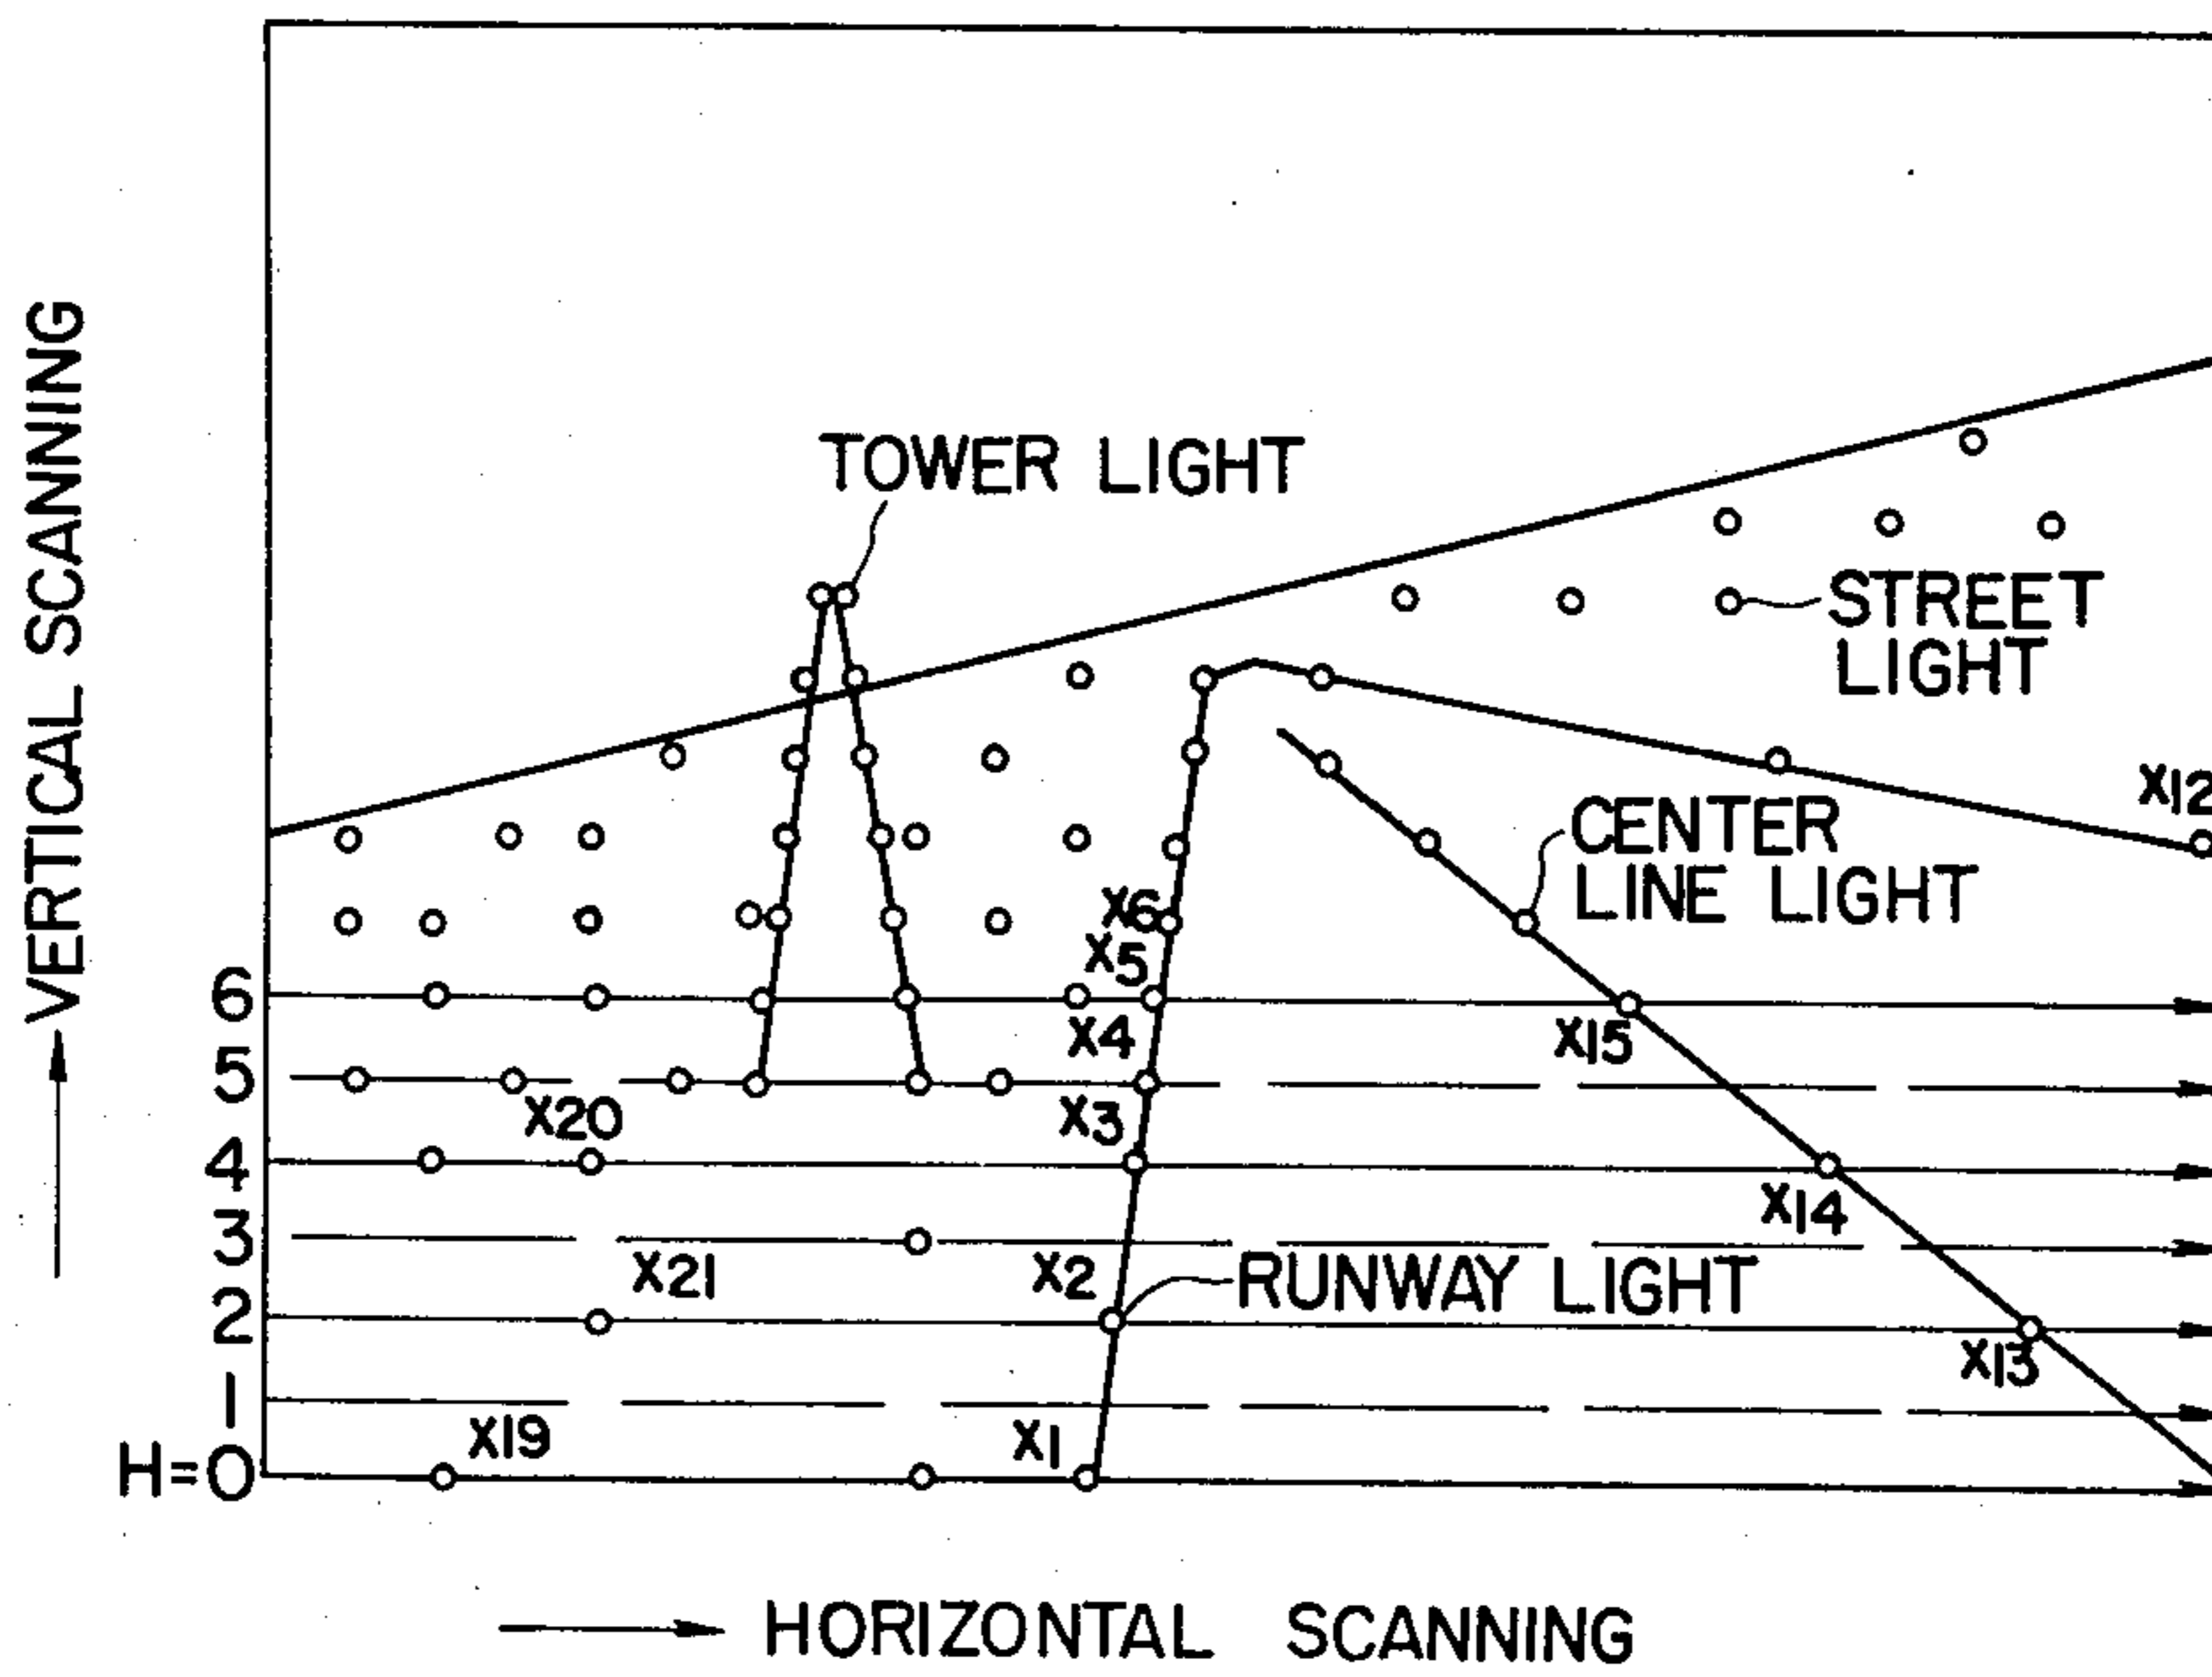 TOWER LIGHT
STREET
LIGHT
X12
CENTER
LINE LIGHT
X6
X5
6
X4
X15
5
X20
X3
4
X14
3
X21
X2
RUNWAY LIGHT
2
X13
1
X19
X1
H=0
VERTICAL SCANNING
HORIZONTAL SCANNING